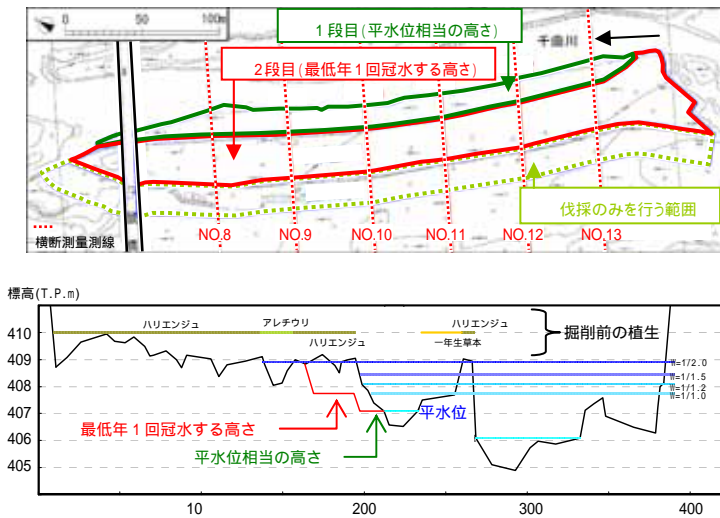 0 50 100m
1段目(平水位相当の高さ)
千曲川
2段目(最低年1回冠水する高さ)
伐採のみを行う範囲
横断測量測線
NO.8 NO.9 NO.10 NO.11 NO.12 NO.13
標高(T.P.m)
ハリエンジュ アレチウリ ハリエンジュ
ハリエンジュ 一年生草本
掘削前の植生
410
409
408
407
406
405
W=1/2.0
W=1/1.5
W=1/1.2
W=1/1.0
平水位
最低年1回冠水する高さ
平水位相当の高さ
10 200 300 400